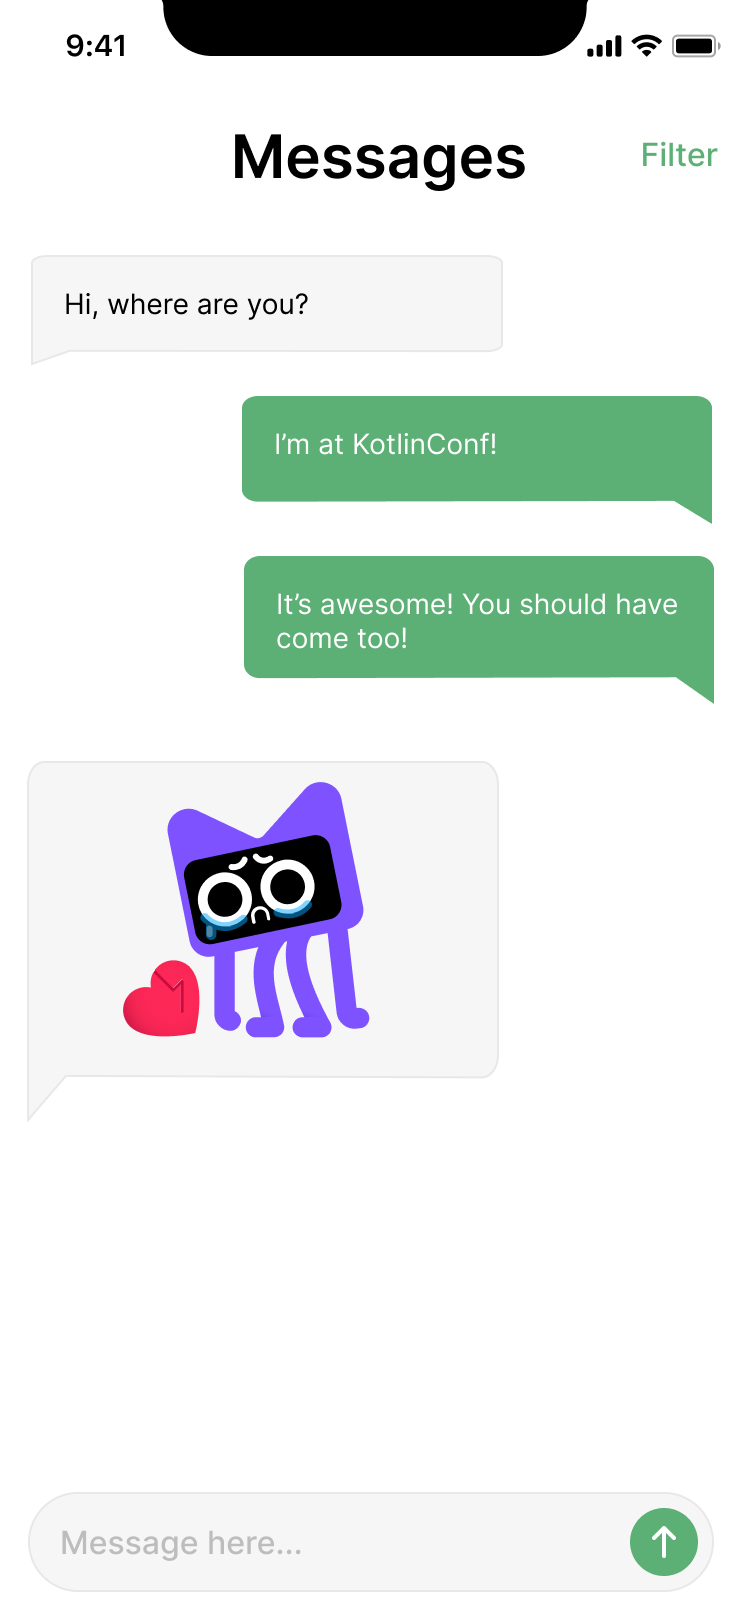 9:41
Messages
Filter
Hi, where are you?
I’m at KotlinConf!
It’s awesome! You should have
come too!
Message here...